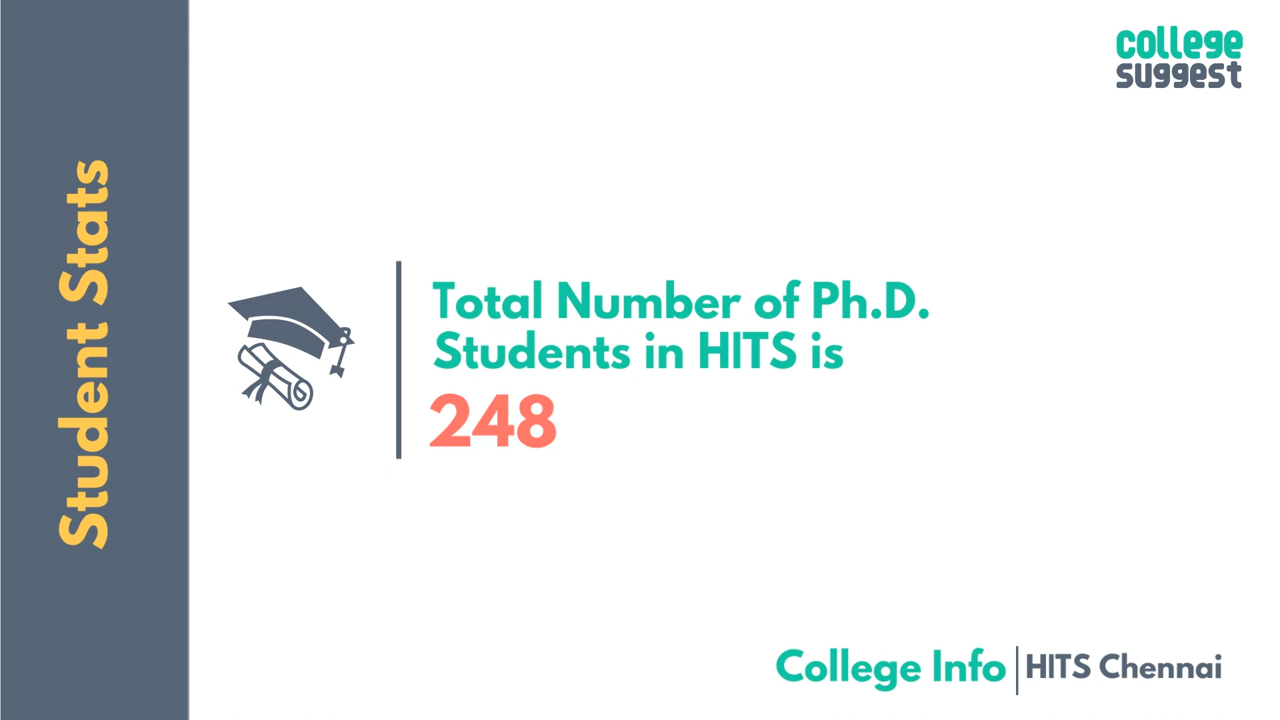 college
suggest
Student Stats
Total Number of Ph.D.
Students in HITS is
248
College Info
HITS Chennai